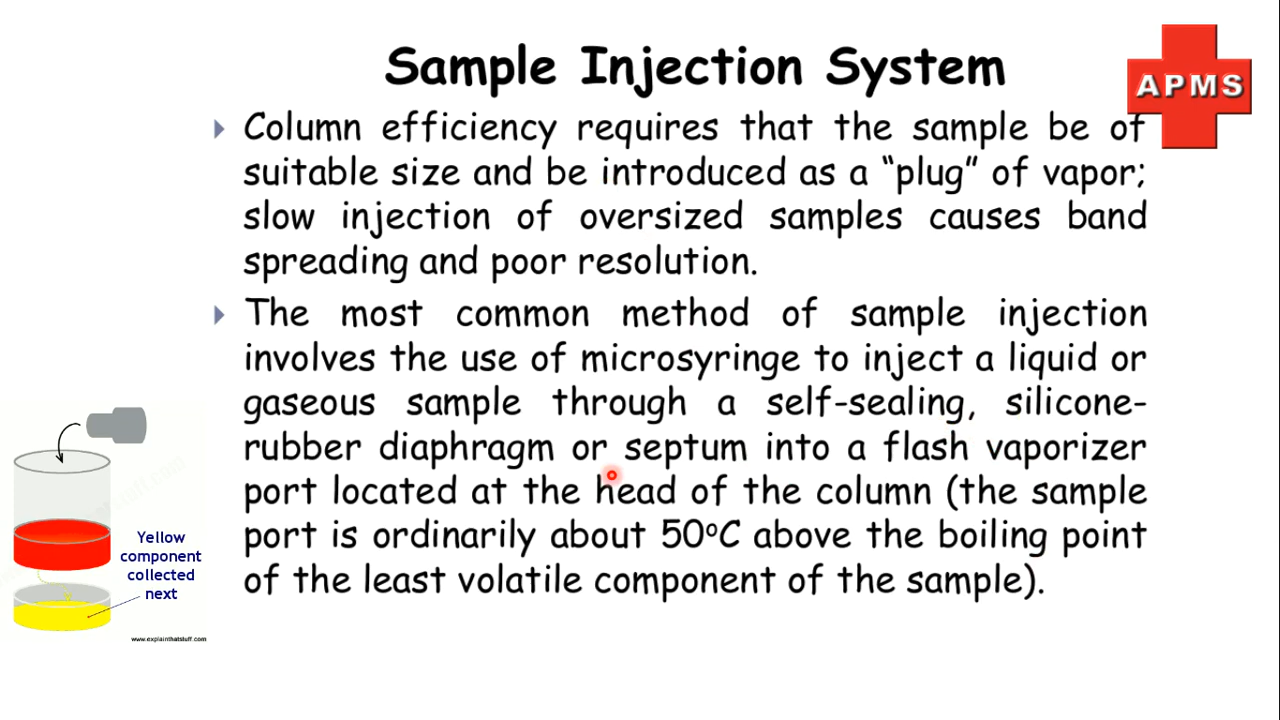 Sample Injection System
APMS
Column efficiency requires that the sample be of
suitable size and be introduced as a “plug” of vapor;
slow injection of oversized samples causes band
spreading and poor resolution.
The most common method of sample injection
involves the use of microsyringe to inject a liquid or
gaseous sample through a self-sealing, silicone-
rubber diaphragm or septum into a flash vaporizer
port located at the head of the column (the sample
port is ordinarily about 50ºC above the boiling point
of the least volatile component of the sample).
Yellow
component
collected
next
www.explainthatstuff.com